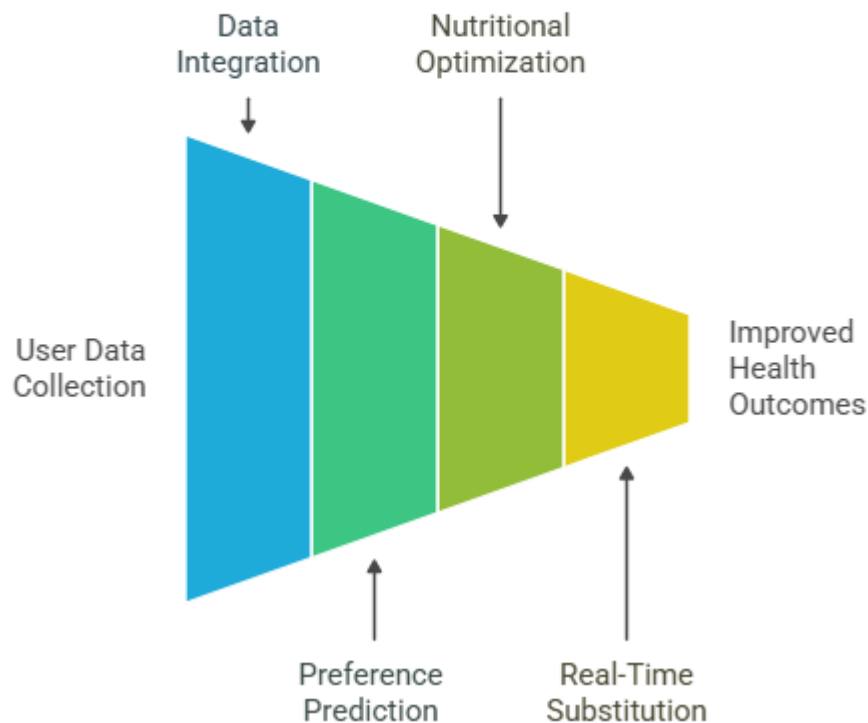 Data
Integration
Nutritional
Optimization
User Data
Collection
Improved
Health
Outcomes
Preference
Prediction
Real-Time
Substitution